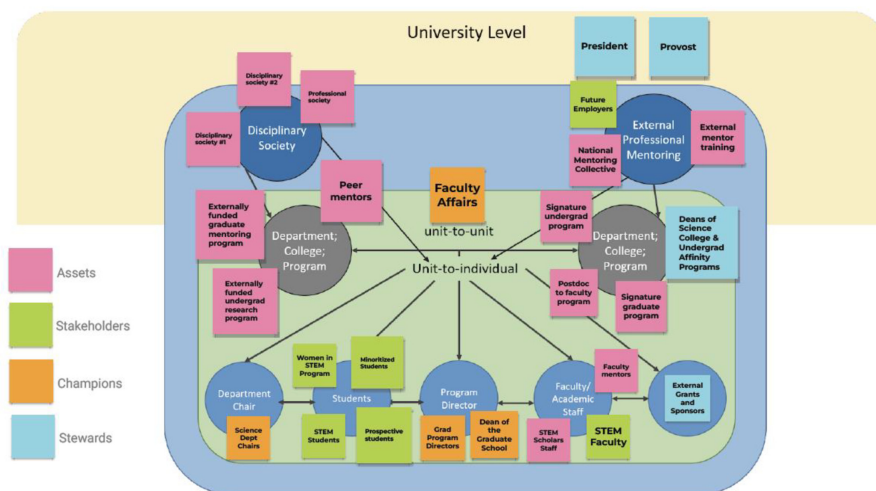 University Level
President
Provost
Disciplinary
society #2
Professional
society
Disciplinary
society #1
Disciplinary
Society
Future
Employers
External
Professional
Mentoring
External
mentor
training
National
Mentoring
Collective
Peer
mentors
Faculty
Affairs
unit-to-unit
Signature
undergrad
program
Externally
funded
graduate
mentoring
program
Department;
College;
Program
Department;
College;
Program
Deans of
Science
College &
Undergrad
Affinity
Programs
Unit-to-individual
Externally
funded
undergrad
research
program
Postdoc
to faculty
program
Signature
graduate
program
Assets
Stakeholders
Champions
Stewards
Women in
STEM
Program
Minoritized
Students
Faculty
mentors
Department
Chair
Students
Program
Director
Faculty/
Academic
Staff
External
Grants
and
Sponsors
Science
Dept
Chairs
STEM
Students
Prospective
students
Grad
Program
Directors
Dean of
the
Graduate
School
STEM
Scholars
Staff
STEM
Faculty